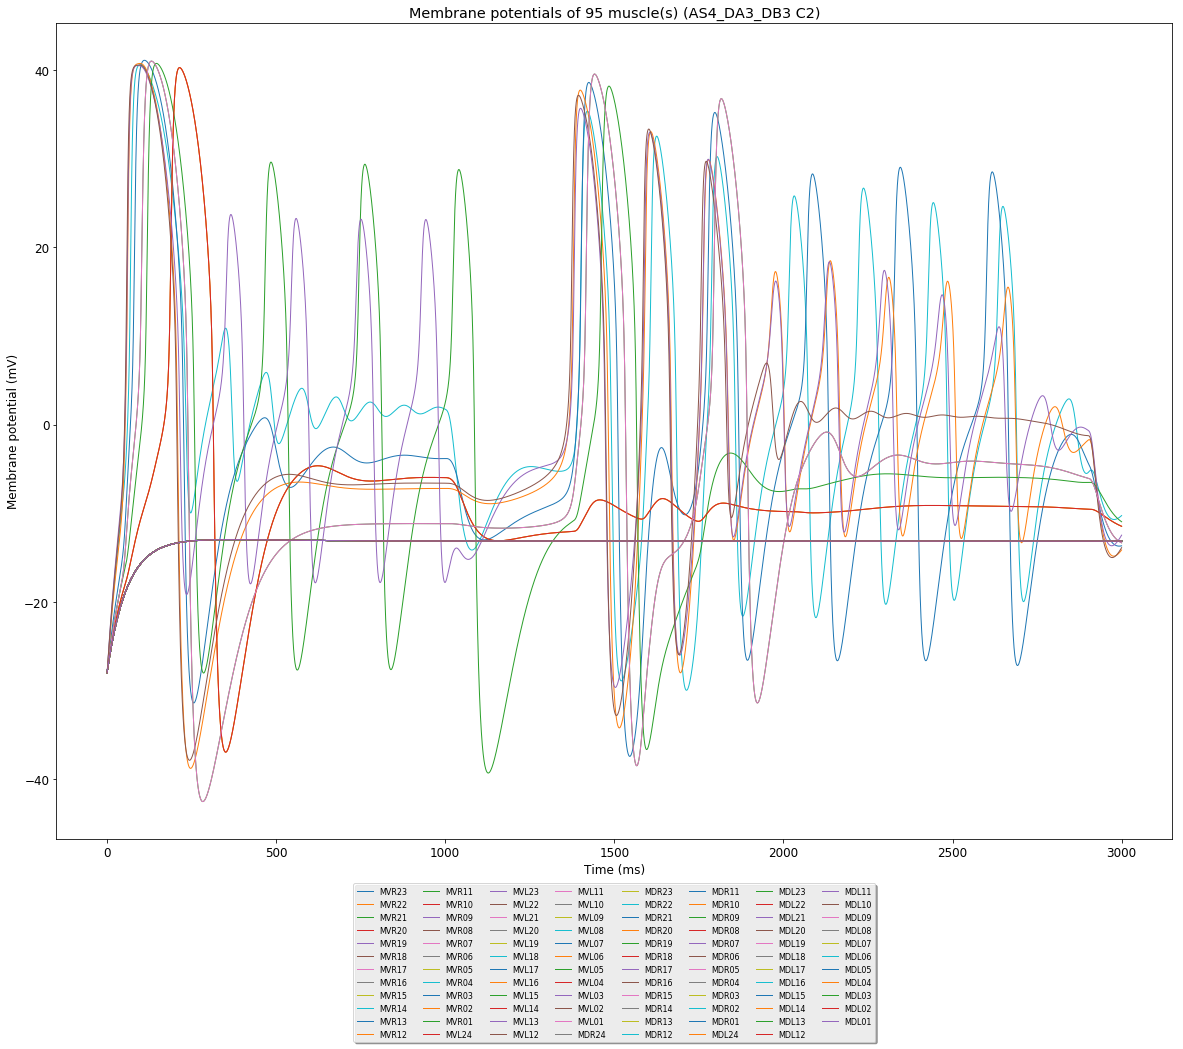 Membrane potentials of 95 muscle(s) (AS4_DA3_DB3 C2)
Membrane potential (mV)
40
20
0
−20
−40
0 500 1000 1500 2000 2500 3000
Time (ms)
MVR23 MVR11 MVL23 MVL11 MDR23 MDR11 MDL23 MDL11
MVR22 MVR10 MVL22 MVL10 MDR22 MDR10 MDL22 MDL10
MVR21 MVR09 MVL21 MVL09 MDR21 MDR09 MDL21 MDL09
MVR20 MVR08 MVL20 MVL08 MDR20 MDR08 MDL20 MDL08
MVR19 MVR07 MVL19 MVL07 MDR19 MDR07 MDL19 MDL07
MVR18 MVR06 MVL18 MVL06 MDR18 MDR06 MDL18 MDL06
MVR17 MVR05 MVL17 MVL05 MDR17 MDR05 MDL17 MDL05
MVR16 MVR04 MVL16 MVL04 MDR16 MDR04 MDL16 MDL04
MVR15 MVR03 MVL15 MVL03 MDR15 MDR03 MDL15 MDL03
MVR14 MVR02 MVL14 MVL02 MDR14 MDR02 MDL14 MDL02
MVR13 MVR01 MVL13 MVL01 MDR13 MDR01 MDL13 MDL01
MVR12 MVL24 MVL12 MDR24 MDR12 MDL24 MDL12